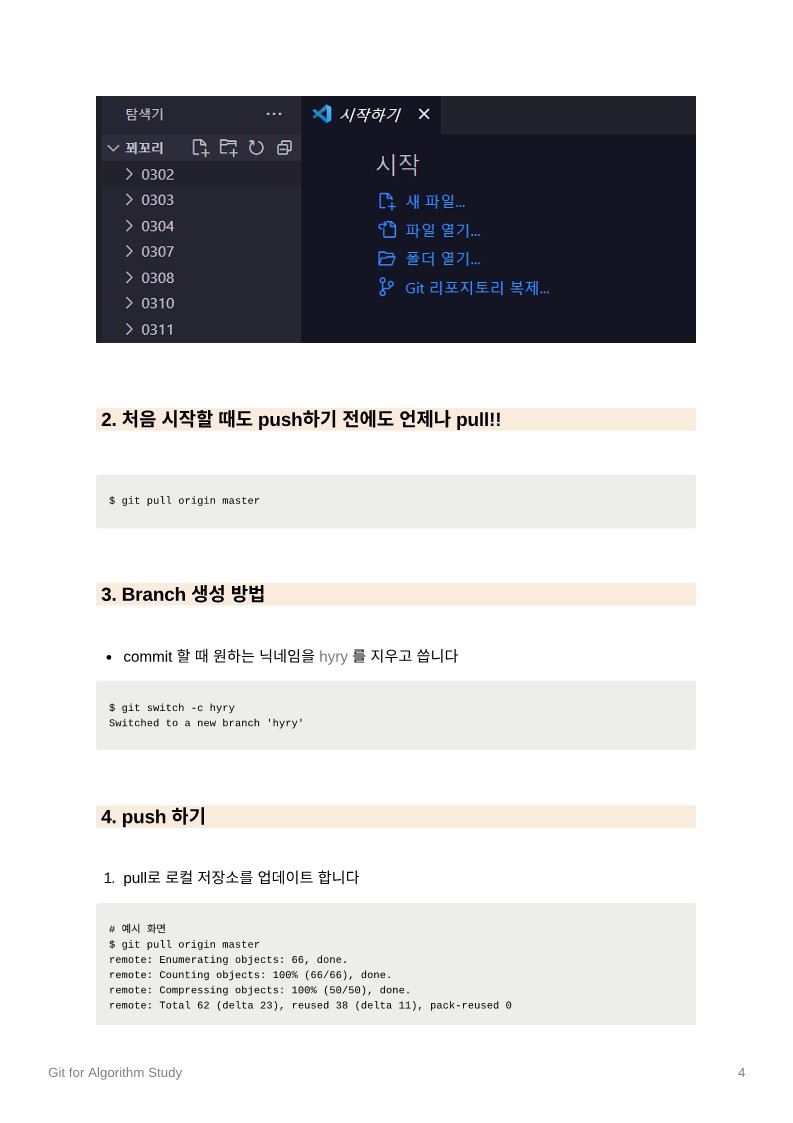 탐색기 ···
꾀꼬리
0302
0303
0304
0307
0308
0310
0311
시작하기
시작
새 파일...
파일 열기...
폴더 열기...
Git 리포지토리 복제...
2. 처음 시작할 때도 push하기 전에도 언제나 pull!!
$ git pull origin master
3. Branch 생성 방법
• commit 할 때 원하는 닉네임을 hyry 를 지우고 씁니다
$ git switch -c hyry
Switched to a new branch 'hyry'
4. push 하기
1. pull로 로컬 저장소를 업데이트 합니다
# 예시 화면
$ git pull origin master
remote: Enumerating objects: 66, done.
remote: Counting objects: 100% (66/66), done.
remote: Compressing objects: 100% (50/50), done.
remote: Total 62 (delta 23), reused 38 (delta 11), pack-reused 0
Git for Algorithm Study 4